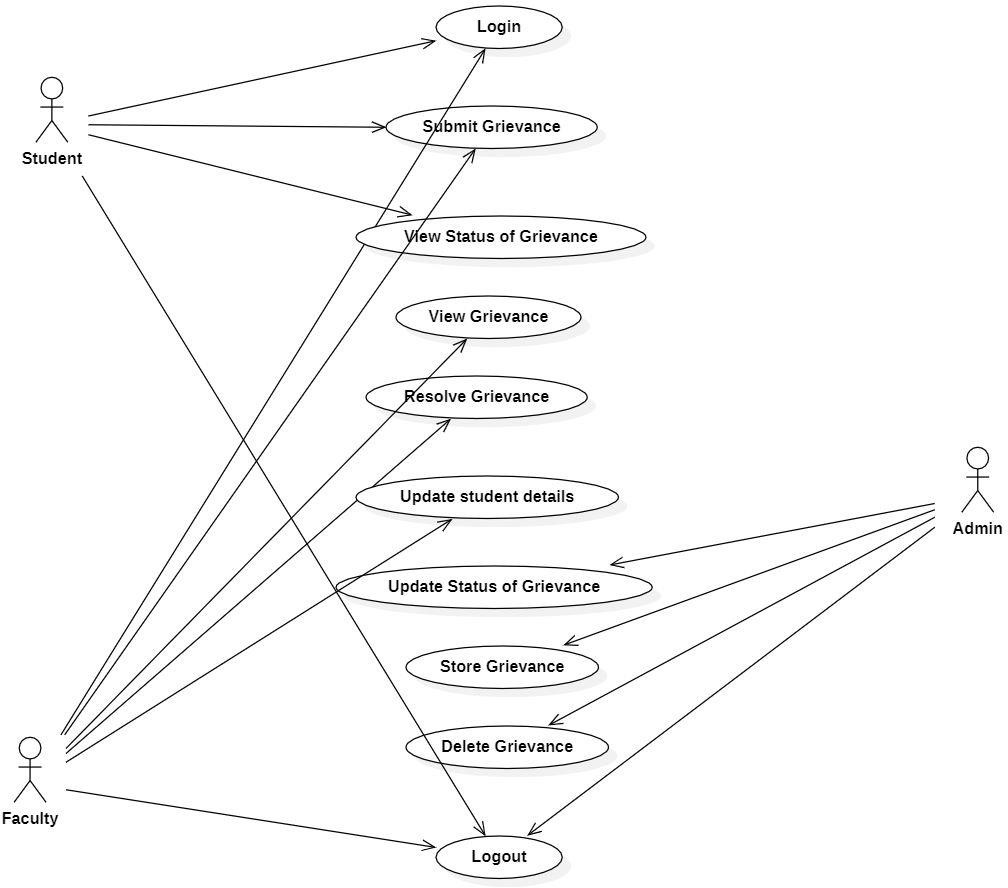 Login
Submit Grievance
Student
View Status of Grievance
View Grievance
Resolve Grievance
Update student details
Admin
Update Status of Grievance
Store Grievance
Delete Grievance
Faculty
Logout